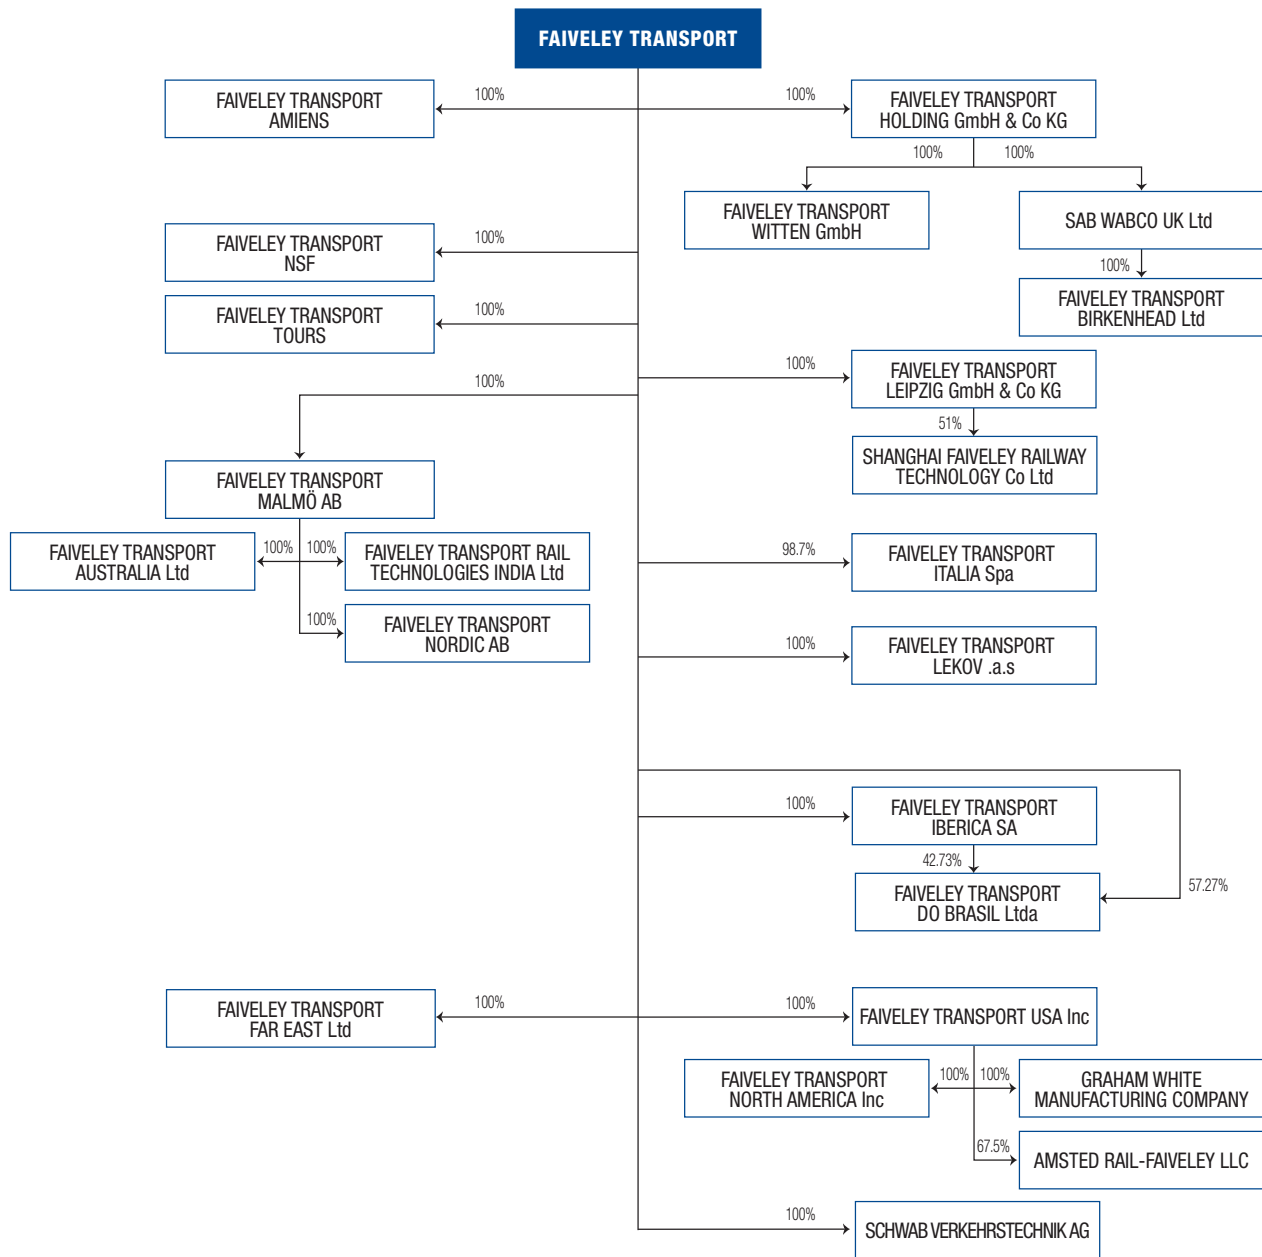 FAIVELEY TRANSPORT
100%
100%
FAIVELEY TRANSPORT
AMIENS
FAIVELEY TRANSPORT
HOLDING GmbH & Co KG
100%
100%
FAIVELEY TRANSPORT
WITTEN GmbH
SAB WABCO UK Ltd
100%
FAIVELEY TRANSPORT
BIRKENHEAD Ltd
100%
FAIVELEY TRANSPORT
NSF
100%
FAIVELEY TRANSPORT
TOURS
100%
FAIVELEY TRANSPORT
LEIPZIG GmbH & Co KG
51%
SHANGHAI FAIVELEY RAILWAY
TECHNOLOGY Co Ltd
100%
FAIVELEY TRANSPORT
MALMÖ AB
100%
100%
FAIVELEY TRANSPORT
AUSTRALIA Ltd
FAIVELEY TRANSPORT RAIL
TECHNOLOGIES INDIA Ltd
100%
FAIVELEY TRANSPORT
NORDIC AB
98.7%
FAIVELEY TRANSPORT
ITALIA Spa
100%
FAIVELEY TRANSPORT
LEKOV .a.s
100%
FAIVELEY TRANSPORT
IBERICA SA
42.73%
57.27%
FAIVELEY TRANSPORT
DO BRASIL Ltda
100%
100%
FAIVELEY TRANSPORT
FAR EAST Ltd
FAIVELEY TRANSPORT USA Inc
100%
100%
FAIVELEY TRANSPORT
NORTH AMERICA Inc
GRAHAM WHITE
MANUFACTURING COMPANY
67.5%
AMSTED RAIL-FAIVELEY LLC
100%
SCHWAB VERKEHRSTECHNIK AG